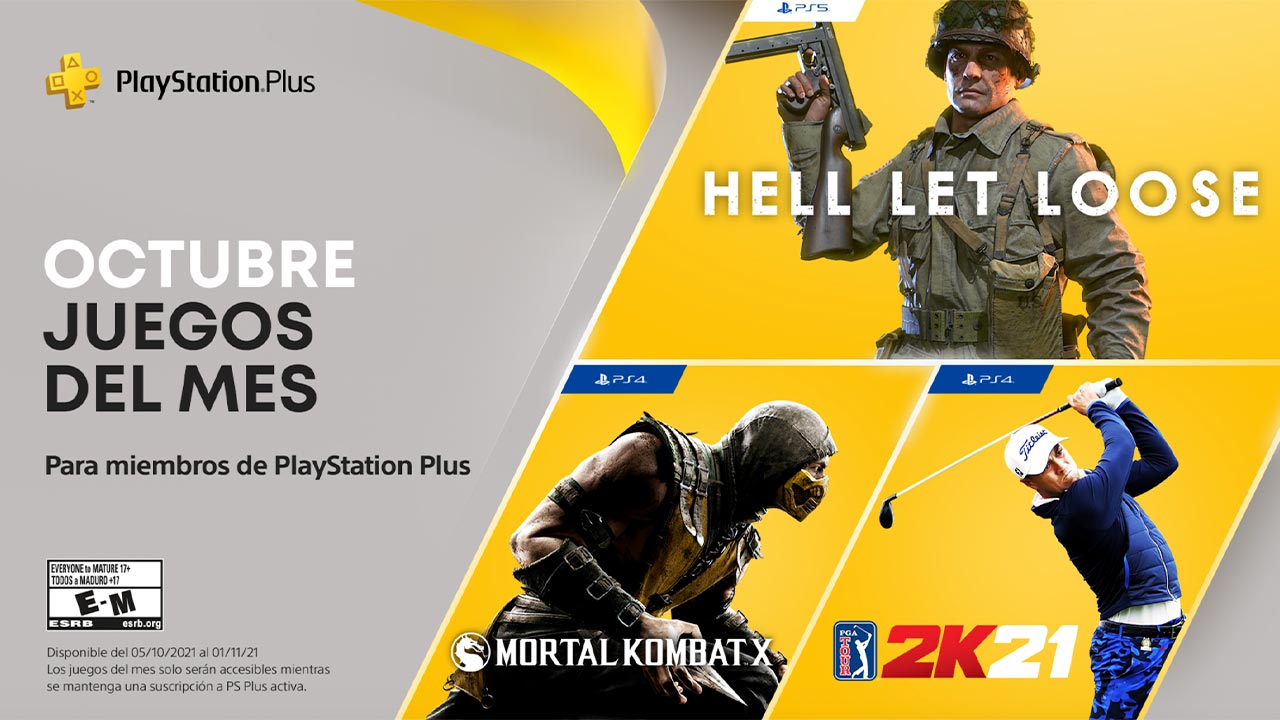 PlayStation®Plus
OCTUBRE
JUEGOS
DEL MES
Para miembros de PlayStation Plus
EVERYONE to MATURE 17+
TODOS a MADURO +17
E-M
ESRB esrb.org
Disponible del 05/10/2021 al 01/11/21
Los juegos del mes solo serán accesibles mientras
se mantenga una suscripción a PS Plus activa.
PS5
HELL LET LOOSE
PS4
MORTAL KOMBAT X
PS4
Titleist
PGA
TOUR
2K21